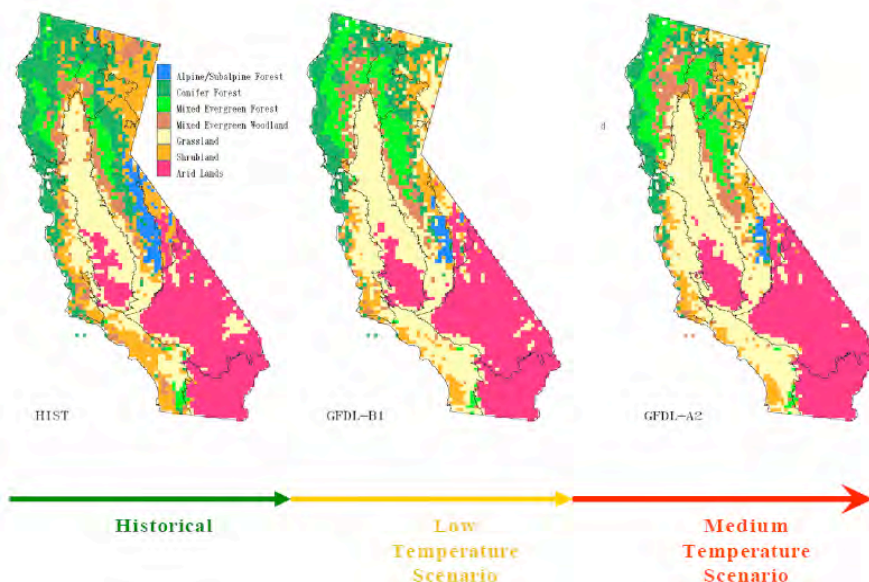 Alpine/Subalpine Forest
Conifer Forest
Mixed Evergreen Forest
Mixed Evergreen Woodland
Grassland
Shrubland
Arid Lands
d
HIST
GFDL-B1
GFDL-A2
Historical
Low
Temperature
Scenario
Medium
Temperature
Scenario